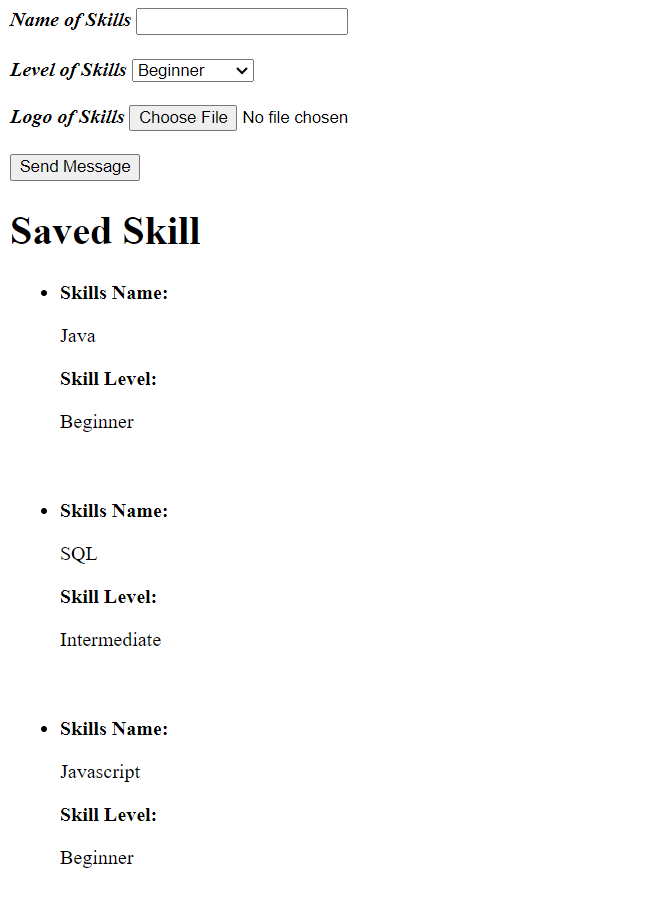 Name of Skills
Level of Skills Beginner
Logo of Skills Choose File No file chosen
Send Message
Saved Skill
Skills Name:
Java
Skill Level:
Beginner
Skills Name:
SQL
Skill Level:
Intermediate
Skills Name:
Javascript
Skill Level:
Beginner